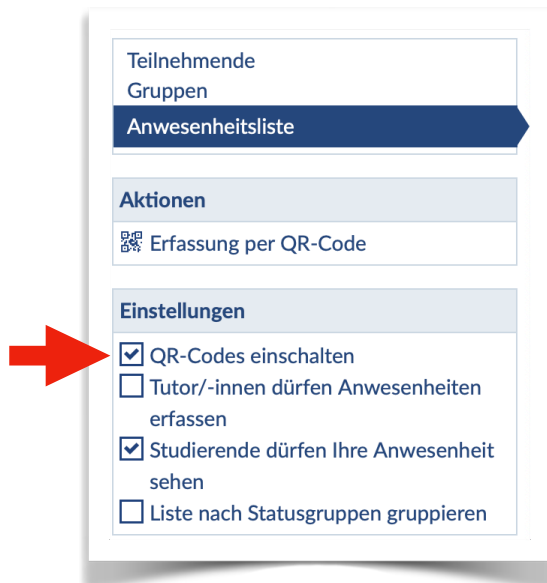 Teilnehmende
Gruppen
Anwesenheitsliste
Aktionen
Erfassung per QR-Code
Einstellungen
QR-Codes einschalten
Tutor/-innen dürfen Anwesenheiten
erfassen
Studierende dürfen Ihre Anwesenheit
sehen
Liste nach Statusgruppen gruppieren